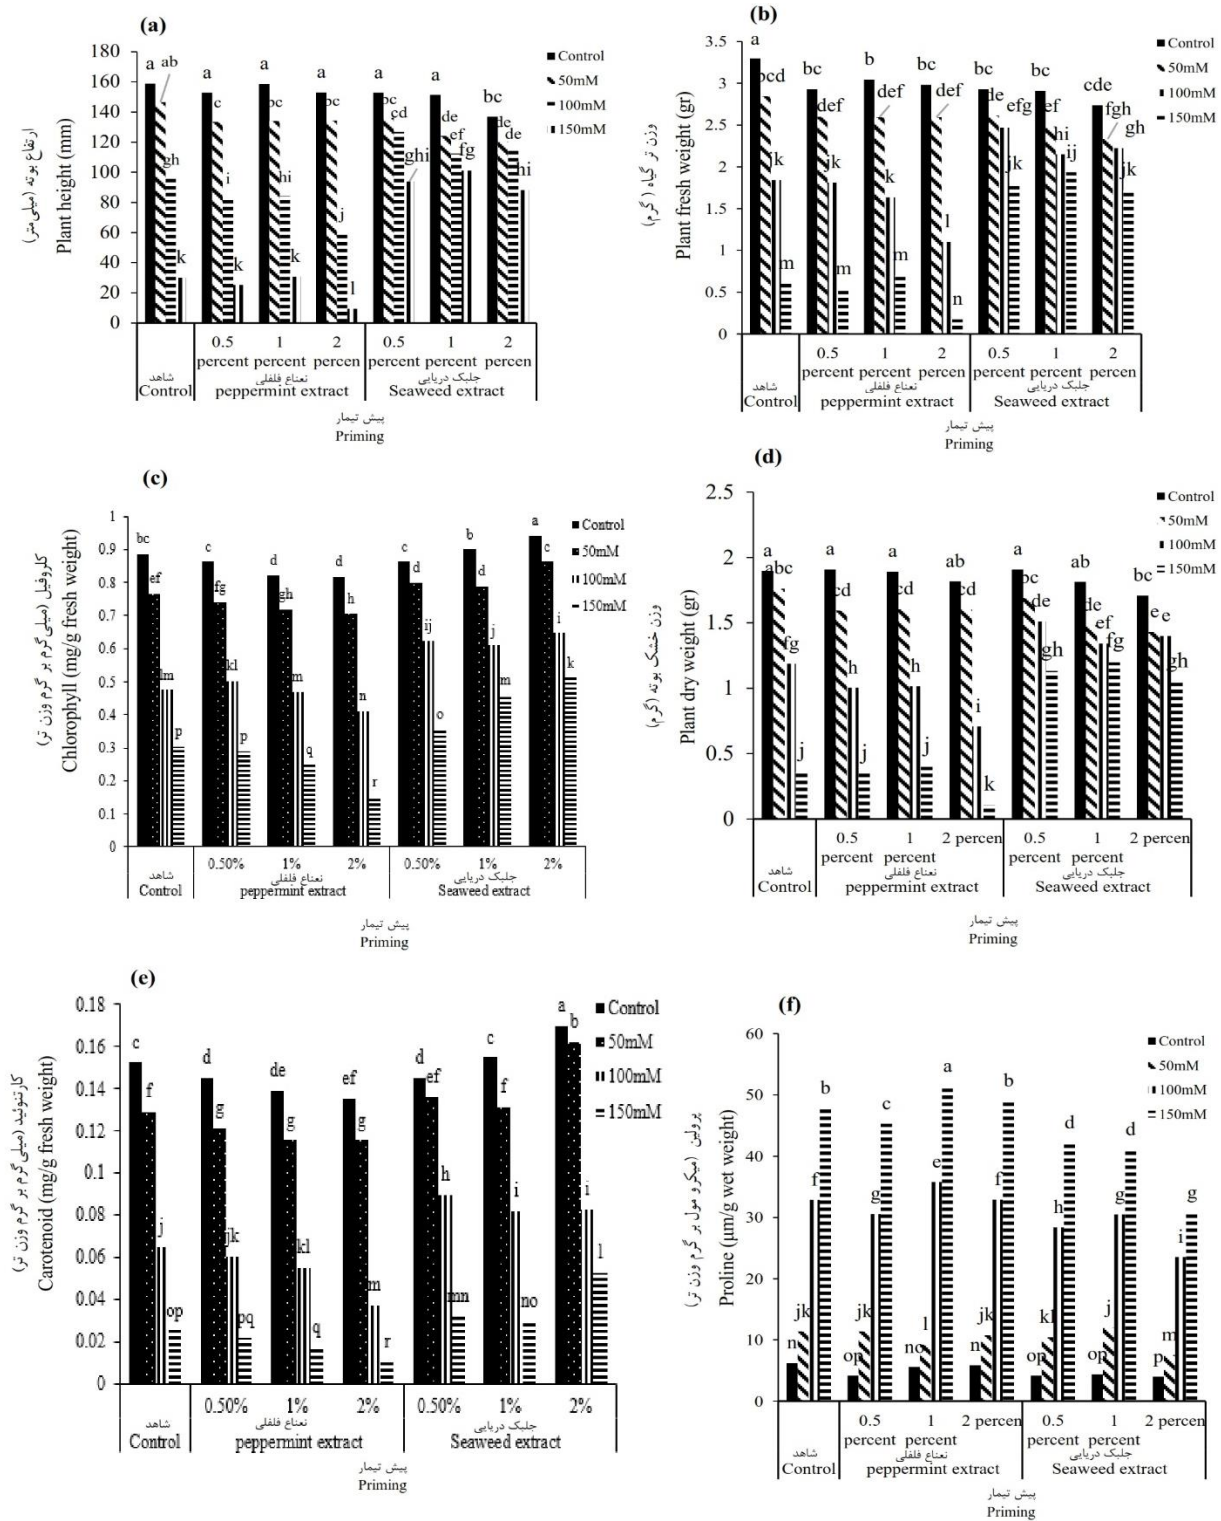 (a)
180
160
140
120
100
80
60
40
20
0
ارتفاع بوته (میلی‌متر)
Plant height (mm)
a ab gh k
a c i k
a bc hi k
a bc j l
a bc cd ghi
a de ef fg
bc de de hi
Control
50mM
100mM
150mM
0.5 1 2 0.5 1 2
percent percent percen percent percent percen
شاهد نعناع فلفلی جلبک دریایی
Control peppermint extract Seaweed extract
پیش تیمار
Priming
(b)
3.5
3
2.5
2
1.5
1
0.5
0
وزن تر گیاه (گرم)
Plant fresh weight (gr)
a bcd jk m
bc def jk m
b def k m
bc def l n
bc de efg jk
bc ef hi ij
cde fgh gh jk
Control
50mM
100mM
150mM
0.5 1 2 0.5 1 2
percent percent percen percent percent percen
شاهد نعناع فلفلی جلبک دریایی
Control peppermint extract Seaweed extract
پیش تیمار
Priming
(c)
1
0.9
0.8
0.7
0.6
0.5
0.4
0.3
0.2
0.1
0
کلروفیل (میلی گرم بر گرم وزن تر)
Chlorophyll (mg/g fresh weight)
bc ef lm p
c fg kl p
d gh m q
d h n r
c d ij o
b d j m
a c i k
Control
50mM
100mM
150mM
0.50% 1% 2% 0.50% 1% 2%
شاهد نعناع فلفلی جلبک دریایی
Control peppermint extract Seaweed extract
پیش تیمار
Priming
(d)
2.5
2
1.5
1
0.5
0
وزن خشک بوته (گرم)
Plant dry weight (gr)
a abc fg j
a cd h j
a cd h j
ab cd i k
a bc de gh
ab de ef fg
bc e e gh
Control
50mM
100mM
150mM
0.5 1 2 percen 0.5 1 2 percen
percent percent percent percent
شاهد نعناع فلفلی جلبک دریایی
Control peppermint extract Seaweed extract
پیش تیمار
Priming
(e)
0.18
0.16
0.14
0.12
0.1
0.08
0.06
0.04
0.02
0
کارتنوئید (میلی گرم بر گرم وزن تر)
Carotenoid (mg/g fresh weight)
c f j op
d g jk pq
de g kl q
ef g m r
d ef h mn
c f i no
a b i l
Control
50mM
100mM
150mM
0.50% 1% 2% 0.50% 1% 2%
شاهد نعناع فلفلی جلبک دریایی
Control peppermint extract Seaweed extract
پیش تیمار
Priming
(f)
60
50
40
30
20
10
0
پرولین (میکرو مول بر گرم وزن تر)
Proline (µm/g wet weight)
n jk f b
op jk g c
no l e a
n jk f b
op kl h d
op j g d
p m i g
Control
50mM
100mM
150mM
0.5 1 2 percen 0.5 1 2 percen
percent percent percent percent
شاهد نعناع فلفلی جلبک دریایی
Control peppermint extract Seaweed extract
پیش تیمار
Priming